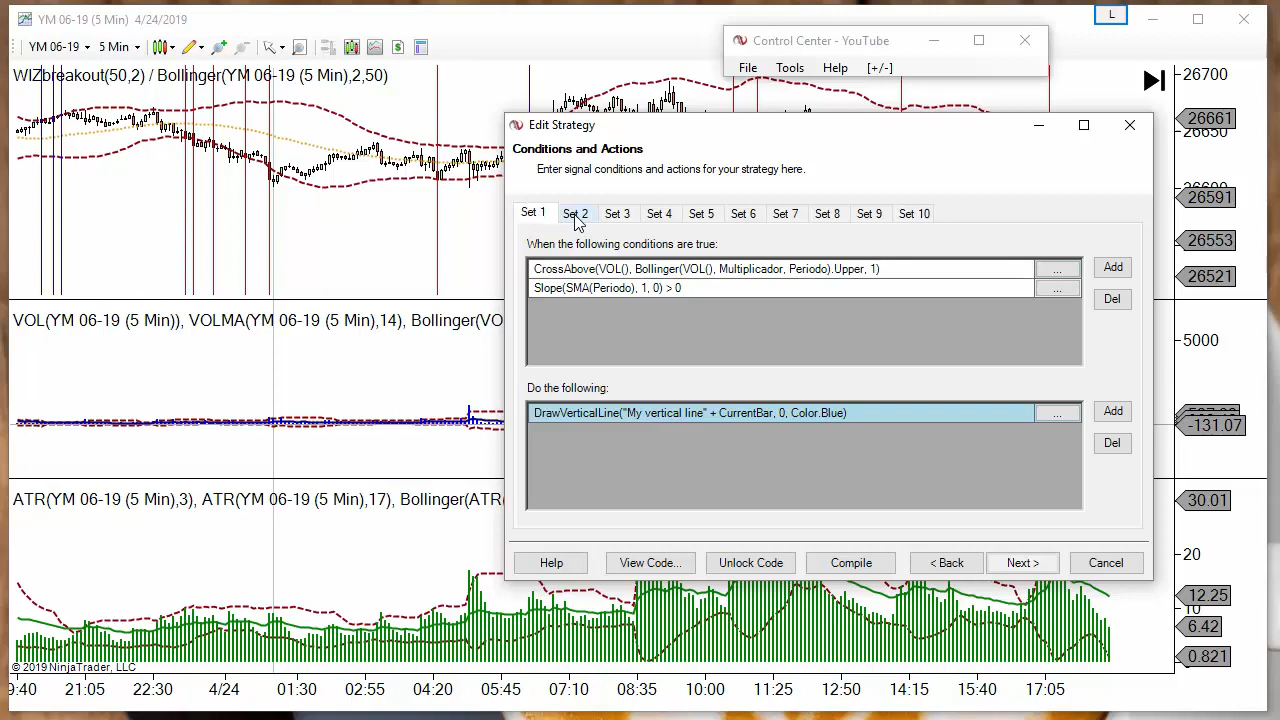 YM 06-19 (5 Min) 4/24/2019
L
YM 06-19 5 Min
Control Center - YouTube
File Tools Help [+/-]
WIZbreakout(50,2) / Bollinger(YM 06-19 (5 Min),2,50)
26700
26661
26591
26553
26521
Edit Strategy
Conditions and Actions
Enter signal conditions and actions for your strategy here.
Set 1 Set 2 Set 3 Set 4 Set 5 Set 6 Set 7 Set 8 Set 9 Set 10
When the following conditions are true:
CrossAbove(VOL(), Bollinger(VOL(), Multiplicador, Periodo).Upper, 1) ... Add
Slope(SMA(Periodo), 1, 0) > 0 ... Del
Do the following:
DrawVerticalLine("My vertical line" + CurrentBar, 0, Color.Blue) ... Add
Del
Help View Code... Unlock Code Compile < Back Next > Cancel
VOL(YM 06-19 (5 Min)), VOLMA(YM 06-19 (5 Min),14), Bollinger(VO
5000
-131.07
ATR(YM 06-19 (5 Min),3), ATR(YM 06-19 (5 Min),17), Bollinger(ATR(
30.01
20
12.25
10
6.42
0.821
© 2019 NinjaTrader, LLC
9:40 21:05 22:30 4/24 01:30 02:55 04:20 05:45 07:10 08:35 10:00 11:25 12:50 14:15 15:40 17:05